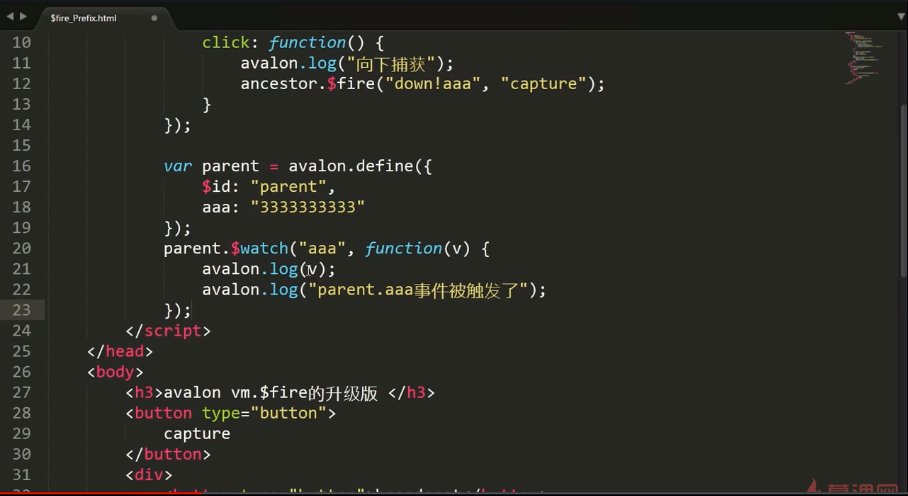 $fire_Prefix.html
10 click: function() {
11 avalon.log("向下捕获");
12 ancestor.$fire("down!aaa", "capture");
13 }
14 });
15
16 var parent = avalon.define({
17 $id: "parent",
18 aaa: "3333333333"
19 });
20 parent.$watch("aaa", function(v) {
21 avalon.log(v);
22 avalon.log("parent.aaa事件被触发了");
23 });
24 </script>
25 </head>
26 <body>
27 <h3>avalon vm.$fire的升级版 </h3>
28 <button type="button">
29 capture
30 </button>
31 <div>